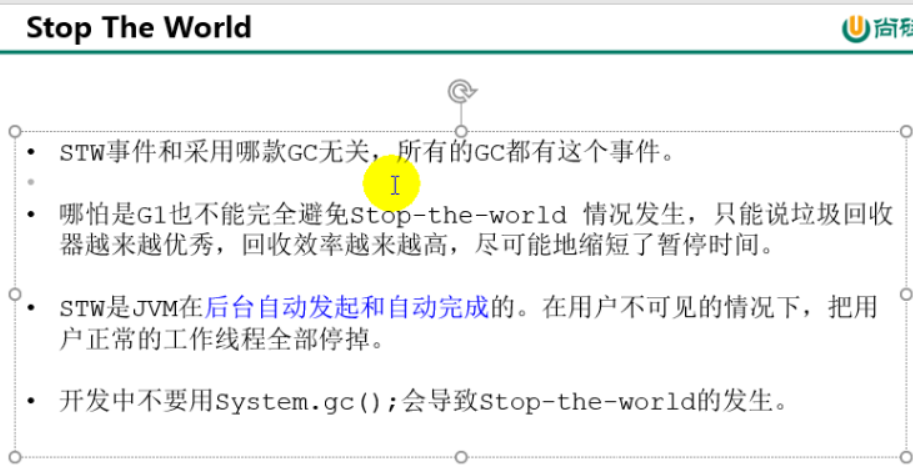 Stop The World
尚硅
• STW事件和采用哪款GC无关，所有的GC都有这个事件。
• 哪怕是G1也不能完全避免Stop-the-world 情况发生，只能说垃圾回收
器越来越优秀，回收效率越来越高，尽可能地缩短了暂停时间。
• STW是JVM在后台自动发起和自动完成的。在用户不可见的情况下，把用
户正常的工作线程全部停掉。
• 开发中不要用System.gc();会导致Stop-the-world的发生。